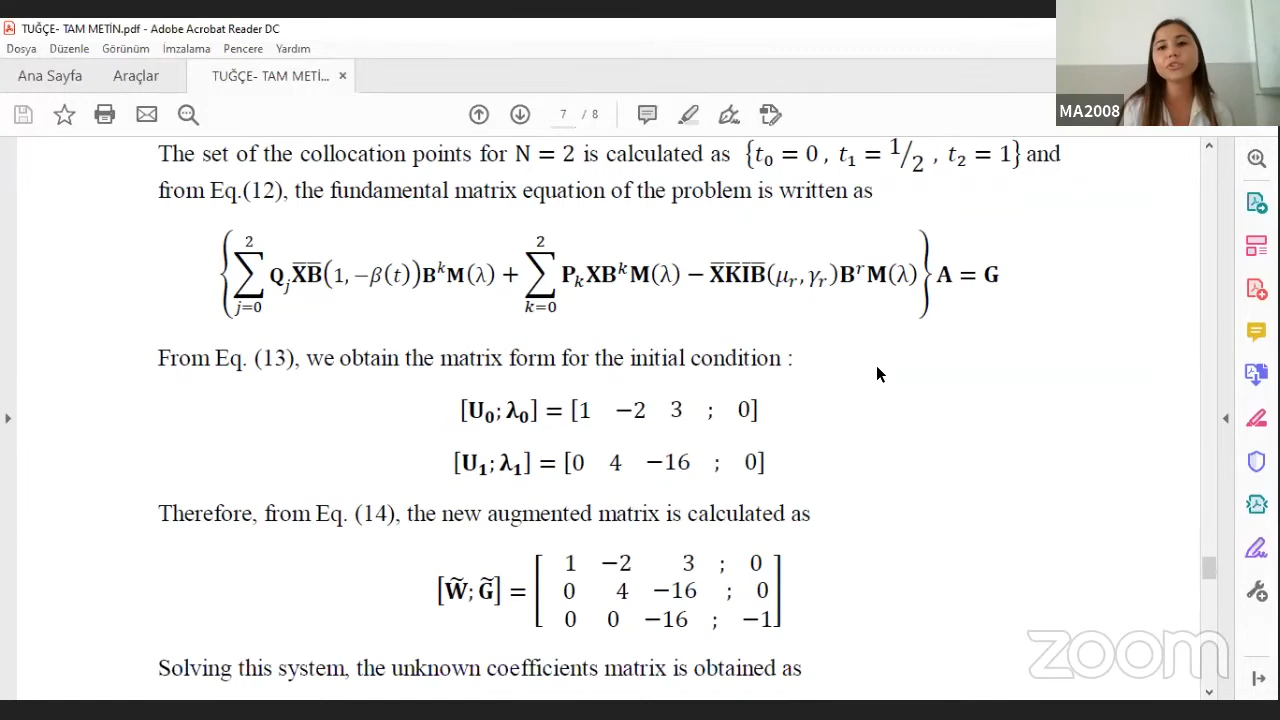 TUĞÇE- TAM METİN.pdf - Adobe Acrobat Reader DC
Dosya Düzenle Görünüm İmzalama Pencere Yardım
Ana Sayfa Araçlar TUĞÇE- TAM METİ... ×
7 / 8
MA2008
The set of the collocation points for N = 2 is calculated as {t₀ = 0 , t₁ = 1/2 , t₂ = 1} and
from Eq.(12), the fundamental matrix equation of the problem is written as
{∑_{j=0}^{2} Q_j X̅B̅(1, −β(t))B^k M(λ) + ∑_{k=0}^{2} P_k XB^k M(λ) − X̅K̅I̅B̅(μ_r, γ_r)B^r M(λ)} A = G
From Eq. (13), we obtain the matrix form for the initial condition :
[U₀; λ₀] = [1 −2 3 ; 0]
[U₁; λ₁] = [0 4 −16 ; 0]
Therefore, from Eq. (14), the new augmented matrix is calculated as
1 −2 3 ; 0
[W̃; G̃] = [0 4 −16 ; 0]
0 0 −16 ; −1
Solving this system, the unknown coefficients matrix is obtained as
zoom